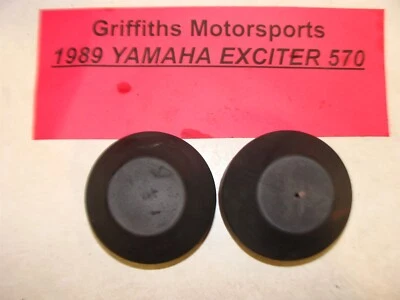 Griffiths Motorsports
1989 YAMAHA EXCITER 570